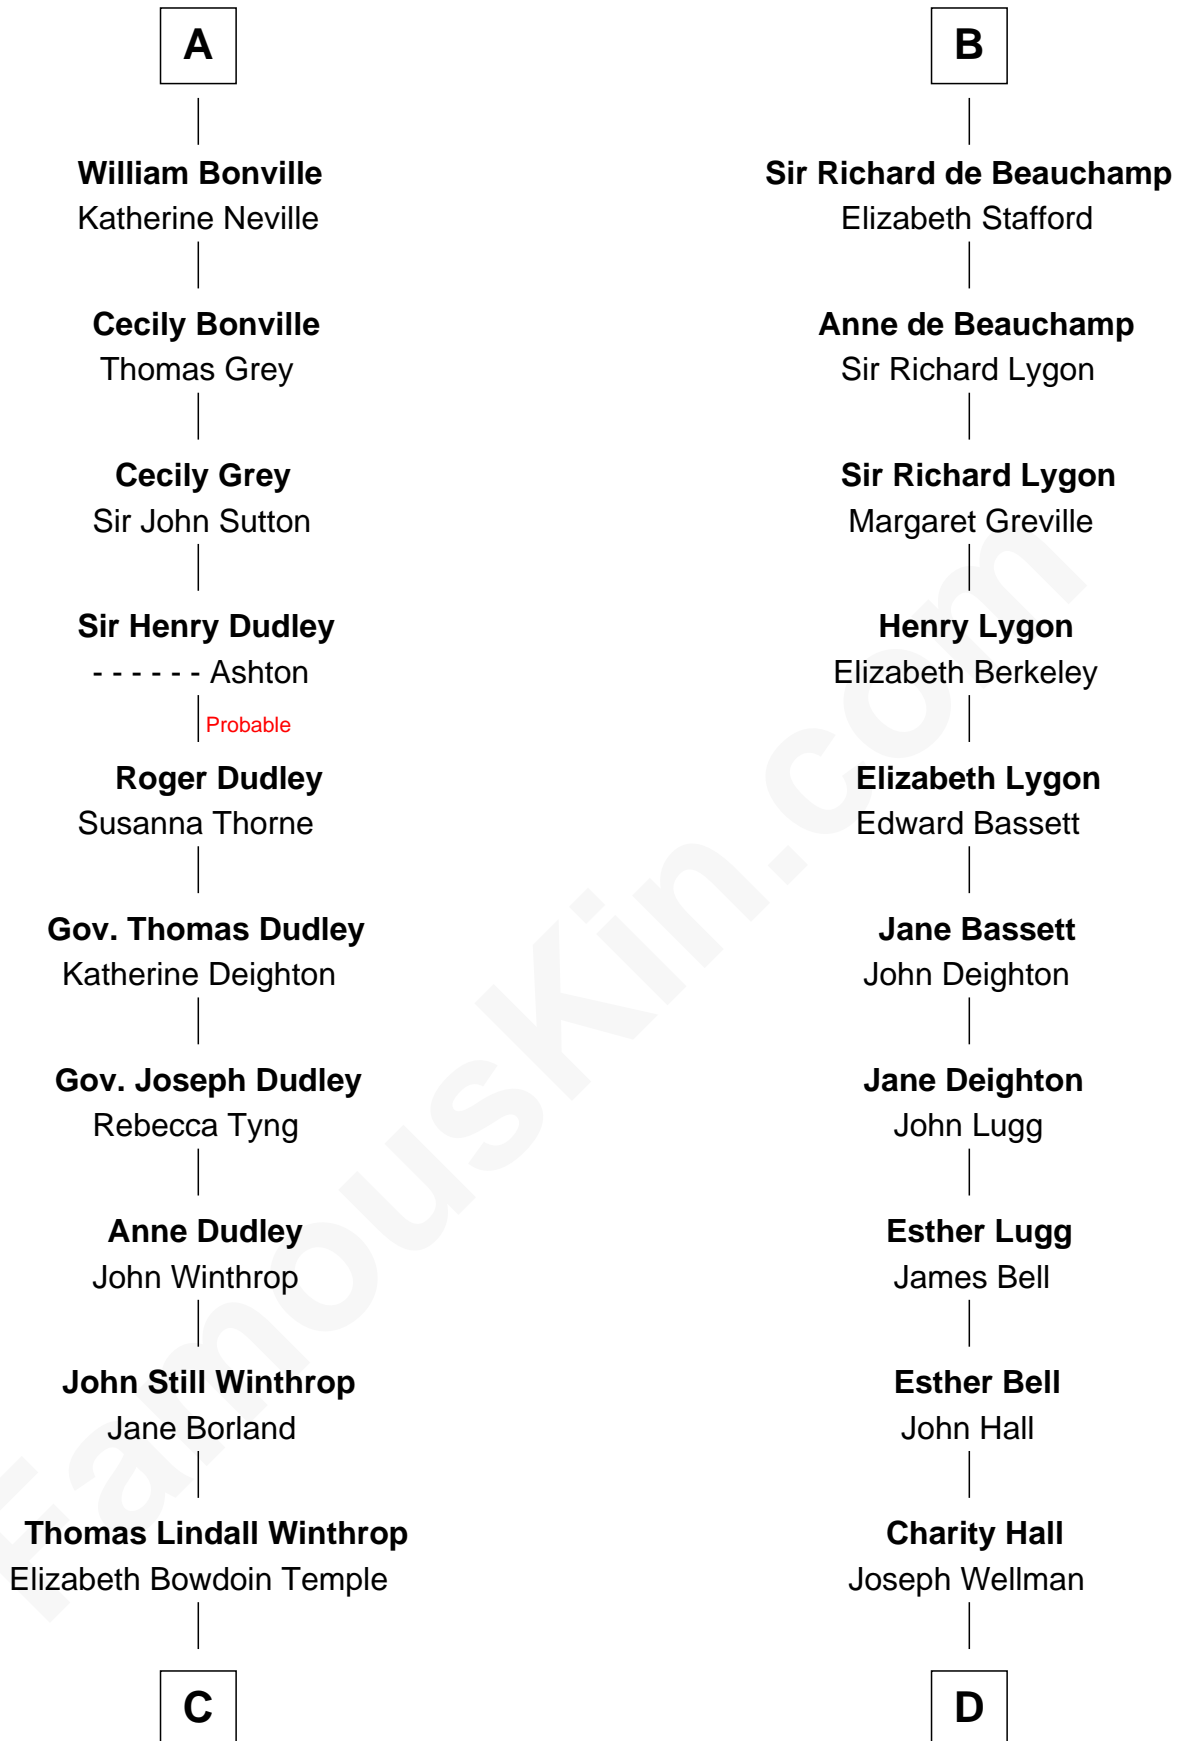 A
William Bonville
Katherine Neville
Cecily Bonville
Thomas Grey
Cecily Grey
Sir John Sutton
Sir Henry Dudley
- - - - - - Ashton
Probable
Roger Dudley
Susanna Thorne
Gov. Thomas Dudley
Katherine Deighton
Gov. Joseph Dudley
Rebecca Tyng
Anne Dudley
John Winthrop
John Still Winthrop
Jane Borland
Thomas Lindall Winthrop
Elizabeth Bowdoin Temple
C
B
Sir Richard de Beauchamp
Elizabeth Stafford
Anne de Beauchamp
Sir Richard Lygon
Sir Richard Lygon
Margaret Greville
Henry Lygon
Elizabeth Berkeley
Elizabeth Lygon
Edward Bassett
Jane Bassett
John Deighton
Jane Deighton
John Lugg
Esther Lugg
James Bell
Esther Bell
John Hall
Charity Hall
Joseph Wellman
D
FamousKin.com